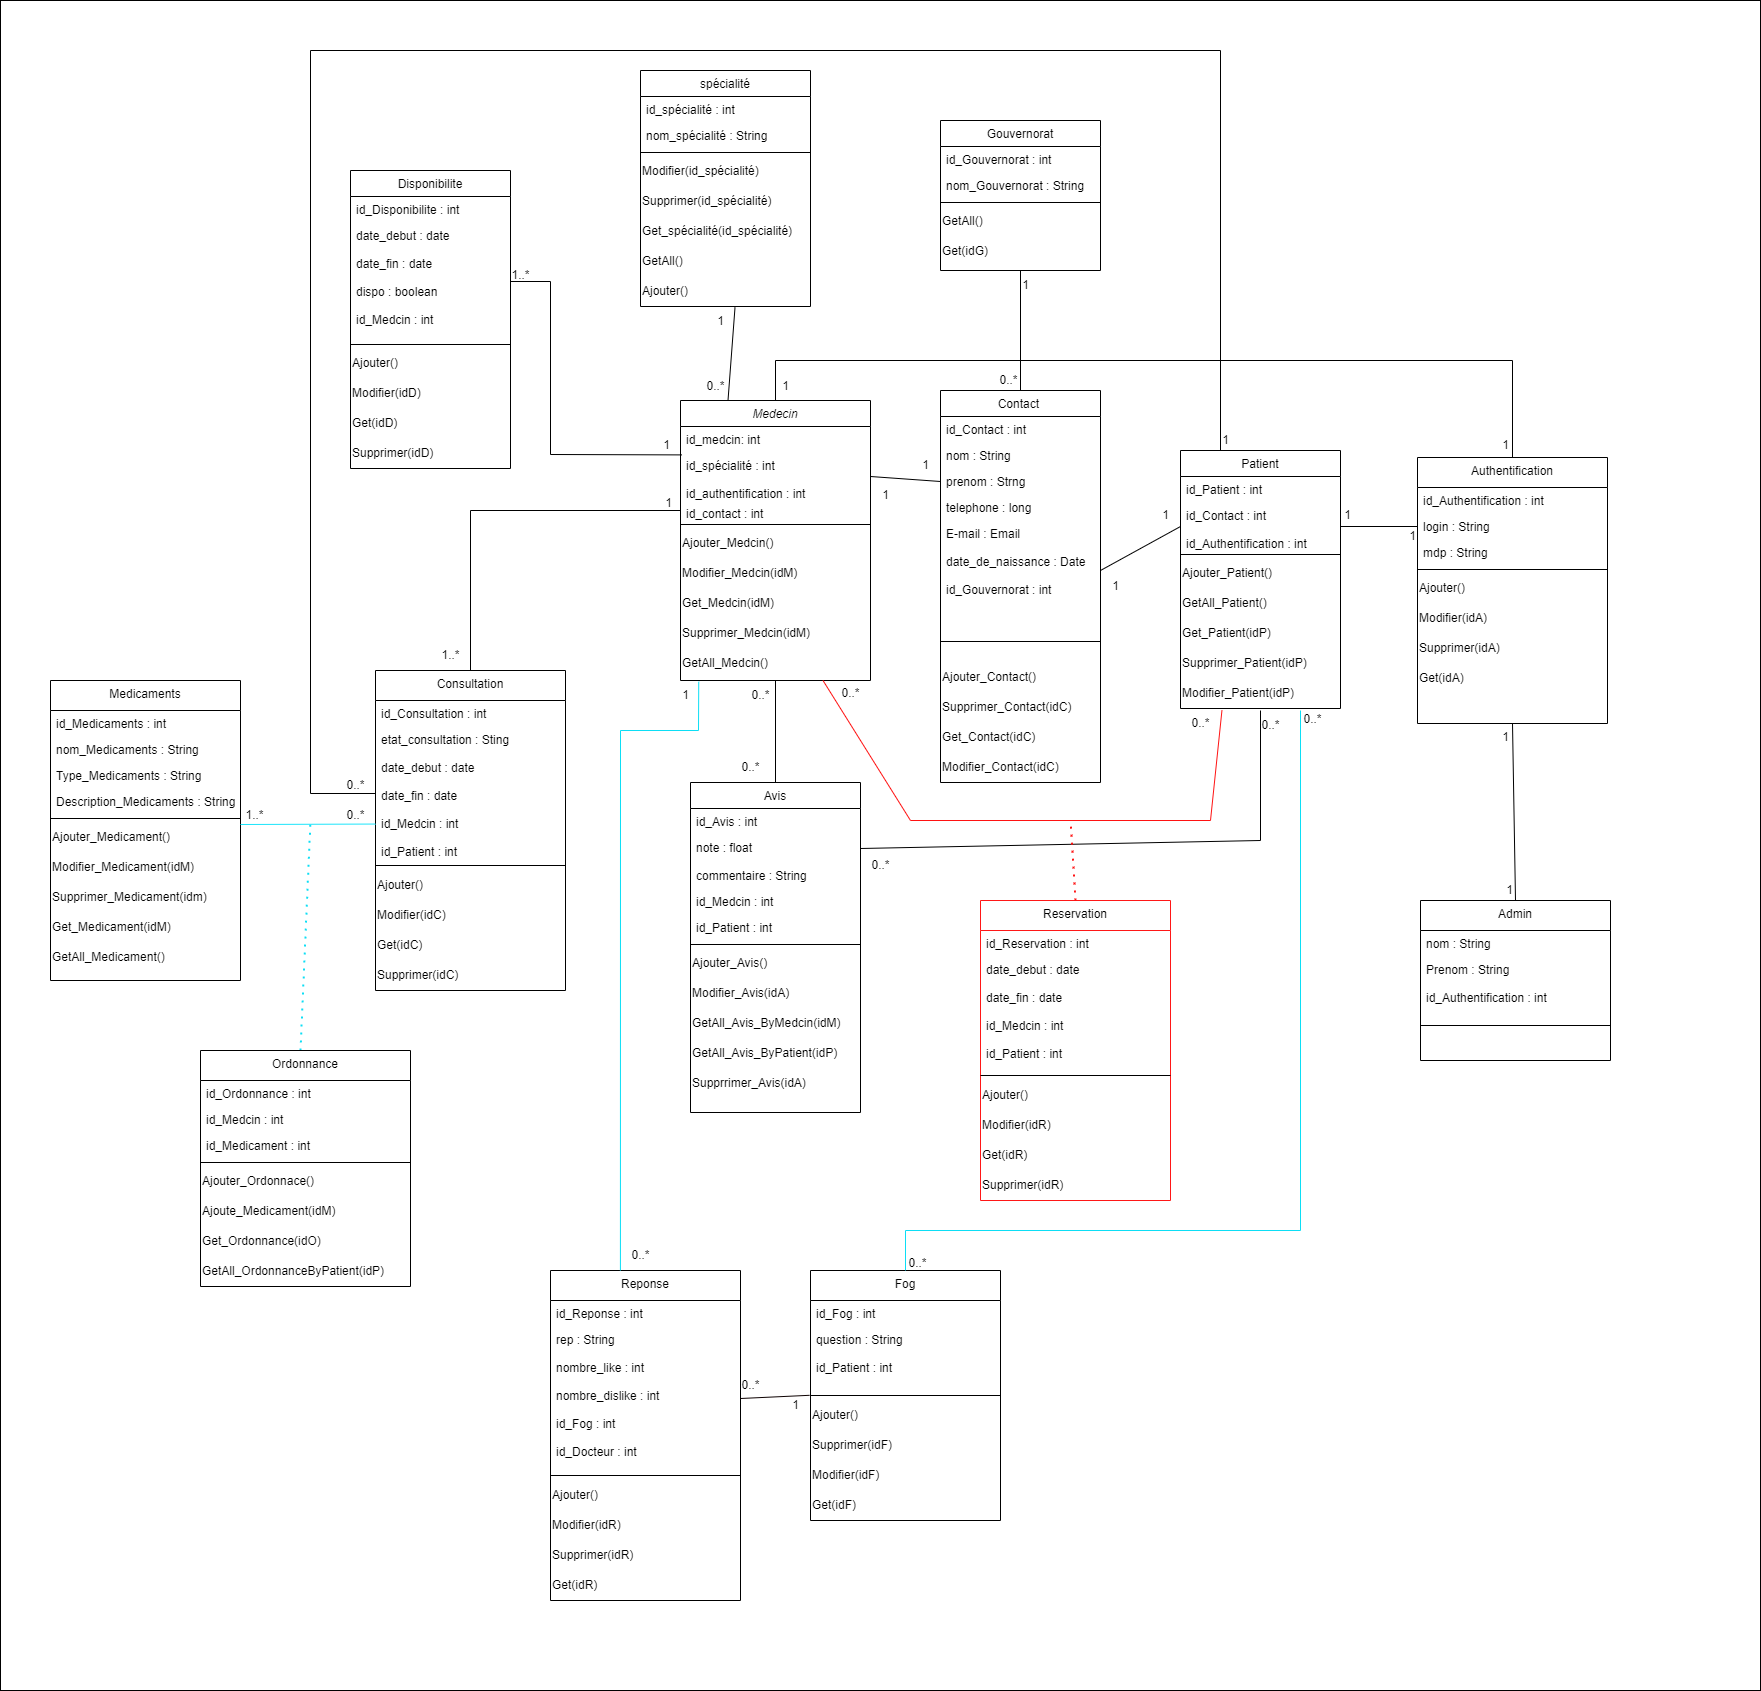 spécialité
id_spécialité : int
nom_spécialité : String
Modifier(id_spécialité)
Supprimer(id_spécialité)
Get_spécialité(id_spécialité)
GetAll()
Ajouter()
1
0..*
Gouvernorat
id_Gouvernorat : int
nom_Gouvernorat : String
GetAll()
Get(idG)
1
0..*
Disponibilite
id_Disponibilite : int
date_debut : date
date_fin : date
dispo : boolean
id_Medcin : int
Ajouter()
Modifier(idD)
Get(idD)
Supprimer(idD)
1..*
1
1
Medecin
id_medcin: int
id_spécialité : int
id_authentification : int
id_contact : int
Ajouter_Medcin()
Modifier_Medcin(idM)
Get_Medcin(idM)
Supprimer_Medcin(idM)
GetAll_Medcin()
1
1
1
1
0..*
0..*
Contact
id_Contact : int
nom : String
prenom : Strng
telephone : long
E-mail : Email
date_de_naissance : Date
id_Gouvernorat : int
Ajouter_Contact()
Supprimer_Contact(idC)
Get_Contact(idC)
Modifier_Contact(idC)
1
1
1
Patient
id_Patient : int
id_Contact : int
id_Authentification : int
Ajouter_Patient()
GetAll_Patient()
Get_Patient(idP)
Supprimer_Patient(idP)
Modifier_Patient(idP)
0..*
0..*
0..*
1
1
1
Authentification
id_Authentification : int
login : String
mdp : String
Ajouter()
Modifier(idA)
Supprimer(idA)
Get(idA)
1
1
Medicaments
id_Medicaments : int
nom_Medicaments : String
Type_Medicaments : String
Description_Medicaments : String
Ajouter_Medicament()
Modifier_Medicament(idM)
Supprimer_Medicament(idm)
Get_Medicament(idM)
GetAll_Medicament()
1..*
0..*
0..*
1..*
Consultation
id_Consultation : int
etat_consultation : Sting
date_debut : date
date_fin : date
id_Medcin : int
id_Patient : int
Ajouter()
Modifier(idC)
Get(idC)
Supprimer(idC)
0..*
Avis
id_Avis : int
note : float
commentaire : String
id_Medcin : int
id_Patient : int
Ajouter_Avis()
Modifier_Avis(idA)
GetAll_Avis_ByMedcin(idM)
GetAll_Avis_ByPatient(idP)
Supprrimer_Avis(idA)
0..*
Reservation
id_Reservation : int
date_debut : date
date_fin : date
id_Medcin : int
id_Patient : int
Ajouter()
Modifier(idR)
Get(idR)
Supprimer(idR)
Admin
nom : String
Prenom : String
id_Authentification : int
Ordonnance
id_Ordonnance : int
id_Medcin : int
id_Medicament : int
Ajouter_Ordonnace()
Ajoute_Medicament(idM)
Get_Ordonnance(idO)
GetAll_OrdonnanceByPatient(idP)
0..*
Reponse
id_Reponse : int
rep : String
nombre_like : int
nombre_dislike : int
id_Fog : int
id_Docteur : int
Ajouter()
Modifier(idR)
Supprimer(idR)
Get(idR)
0..*
1
0..*
Fog
id_Fog : int
question : String
id_Patient : int
Ajouter()
Supprimer(idF)
Modifier(idF)
Get(idF)